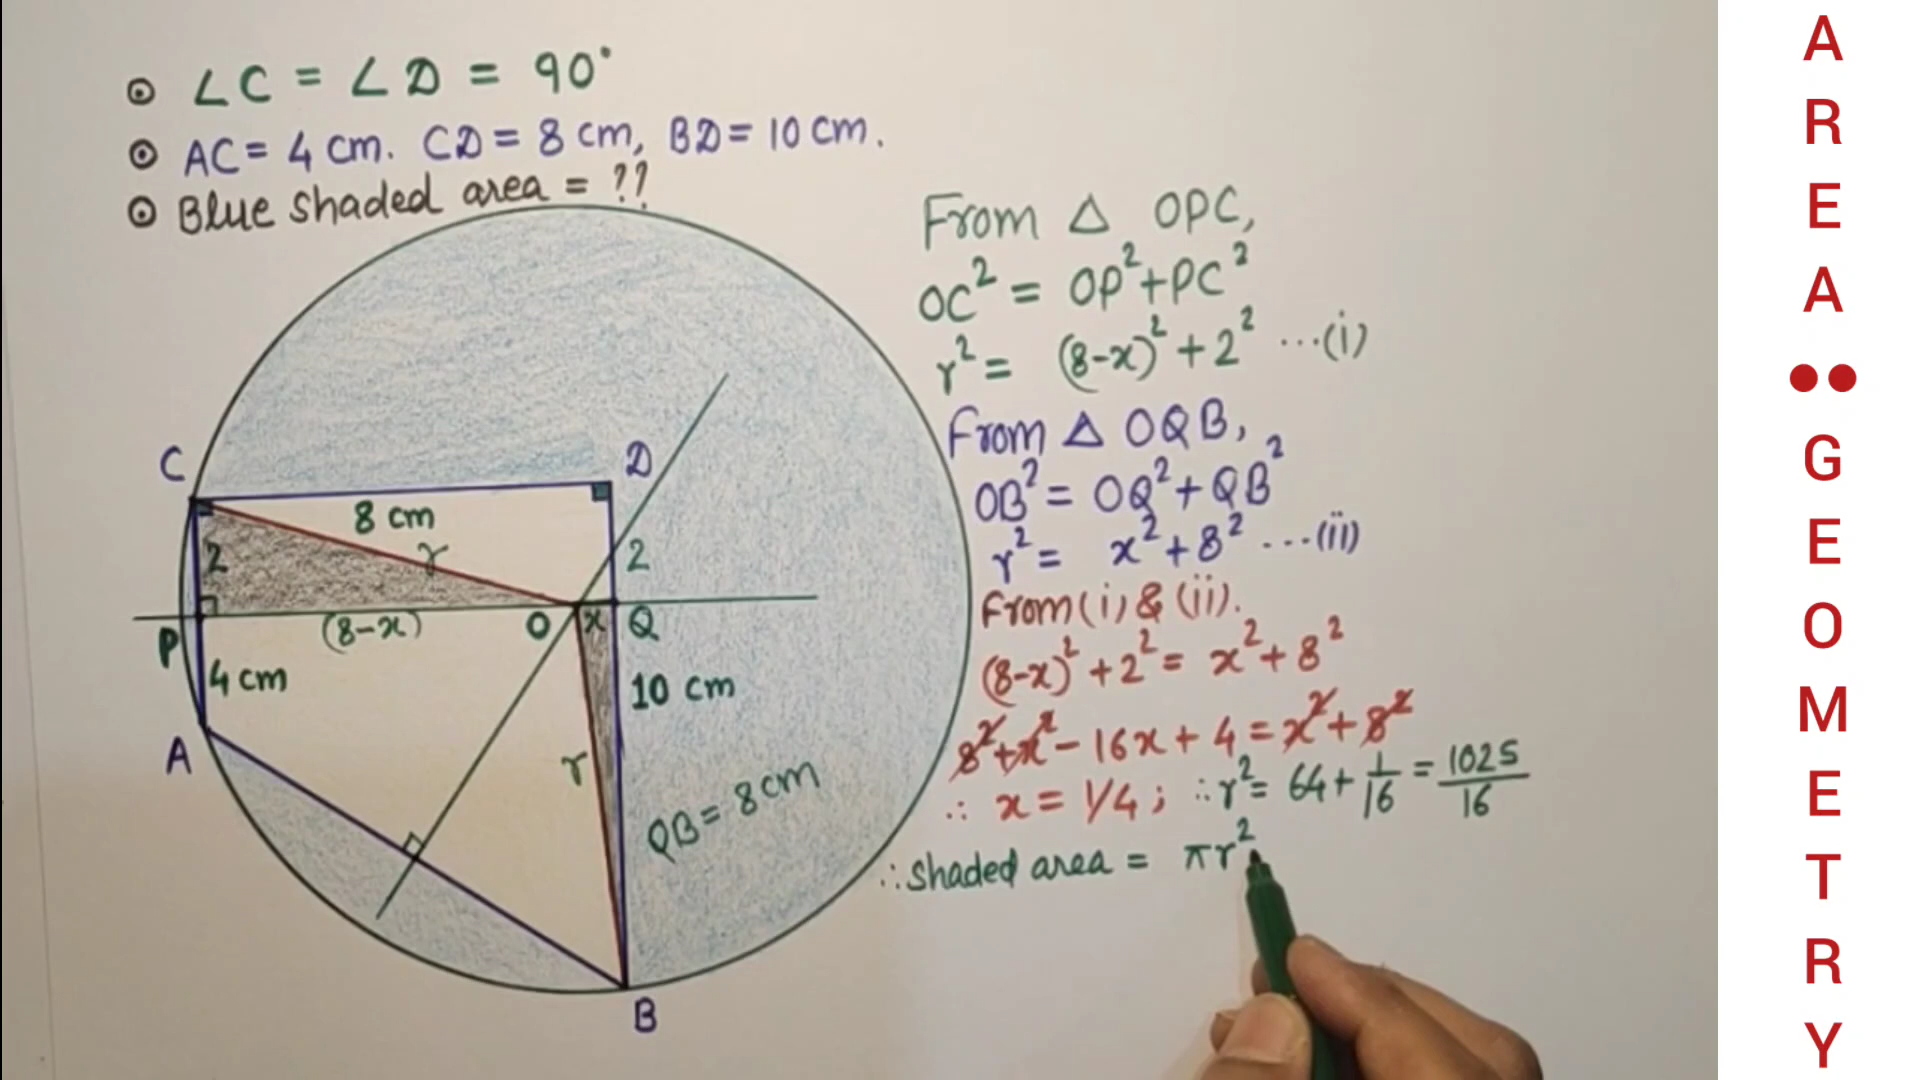 ⊙ ∠C = ∠D = 90°
⊙ AC = 4 cm. CD = 8 cm, BD = 10 cm.
⊙ Blue shaded area = ??
C
D
8 cm
2
r
2
P
(8-x)
O
x
Q
4 cm
10 cm
A
r
QB = 8 cm
B
From △ OPC,
OC² = OP² + PC²
r² = (8-x)² + 2² ...(i)
From △ OQB,
OB² = OQ² + QB²
r² = x² + 8² ...(ii)
From (i) & (ii).
(8-x)² + 2² = x² + 8²
8² + x² - 16x + 4 = x² + 8²
∴ x = 1/4 ; ∴ r² = 64 + 1/16 = 1025/16
∴ shaded area = πr²
AREA●●GEOMETRY